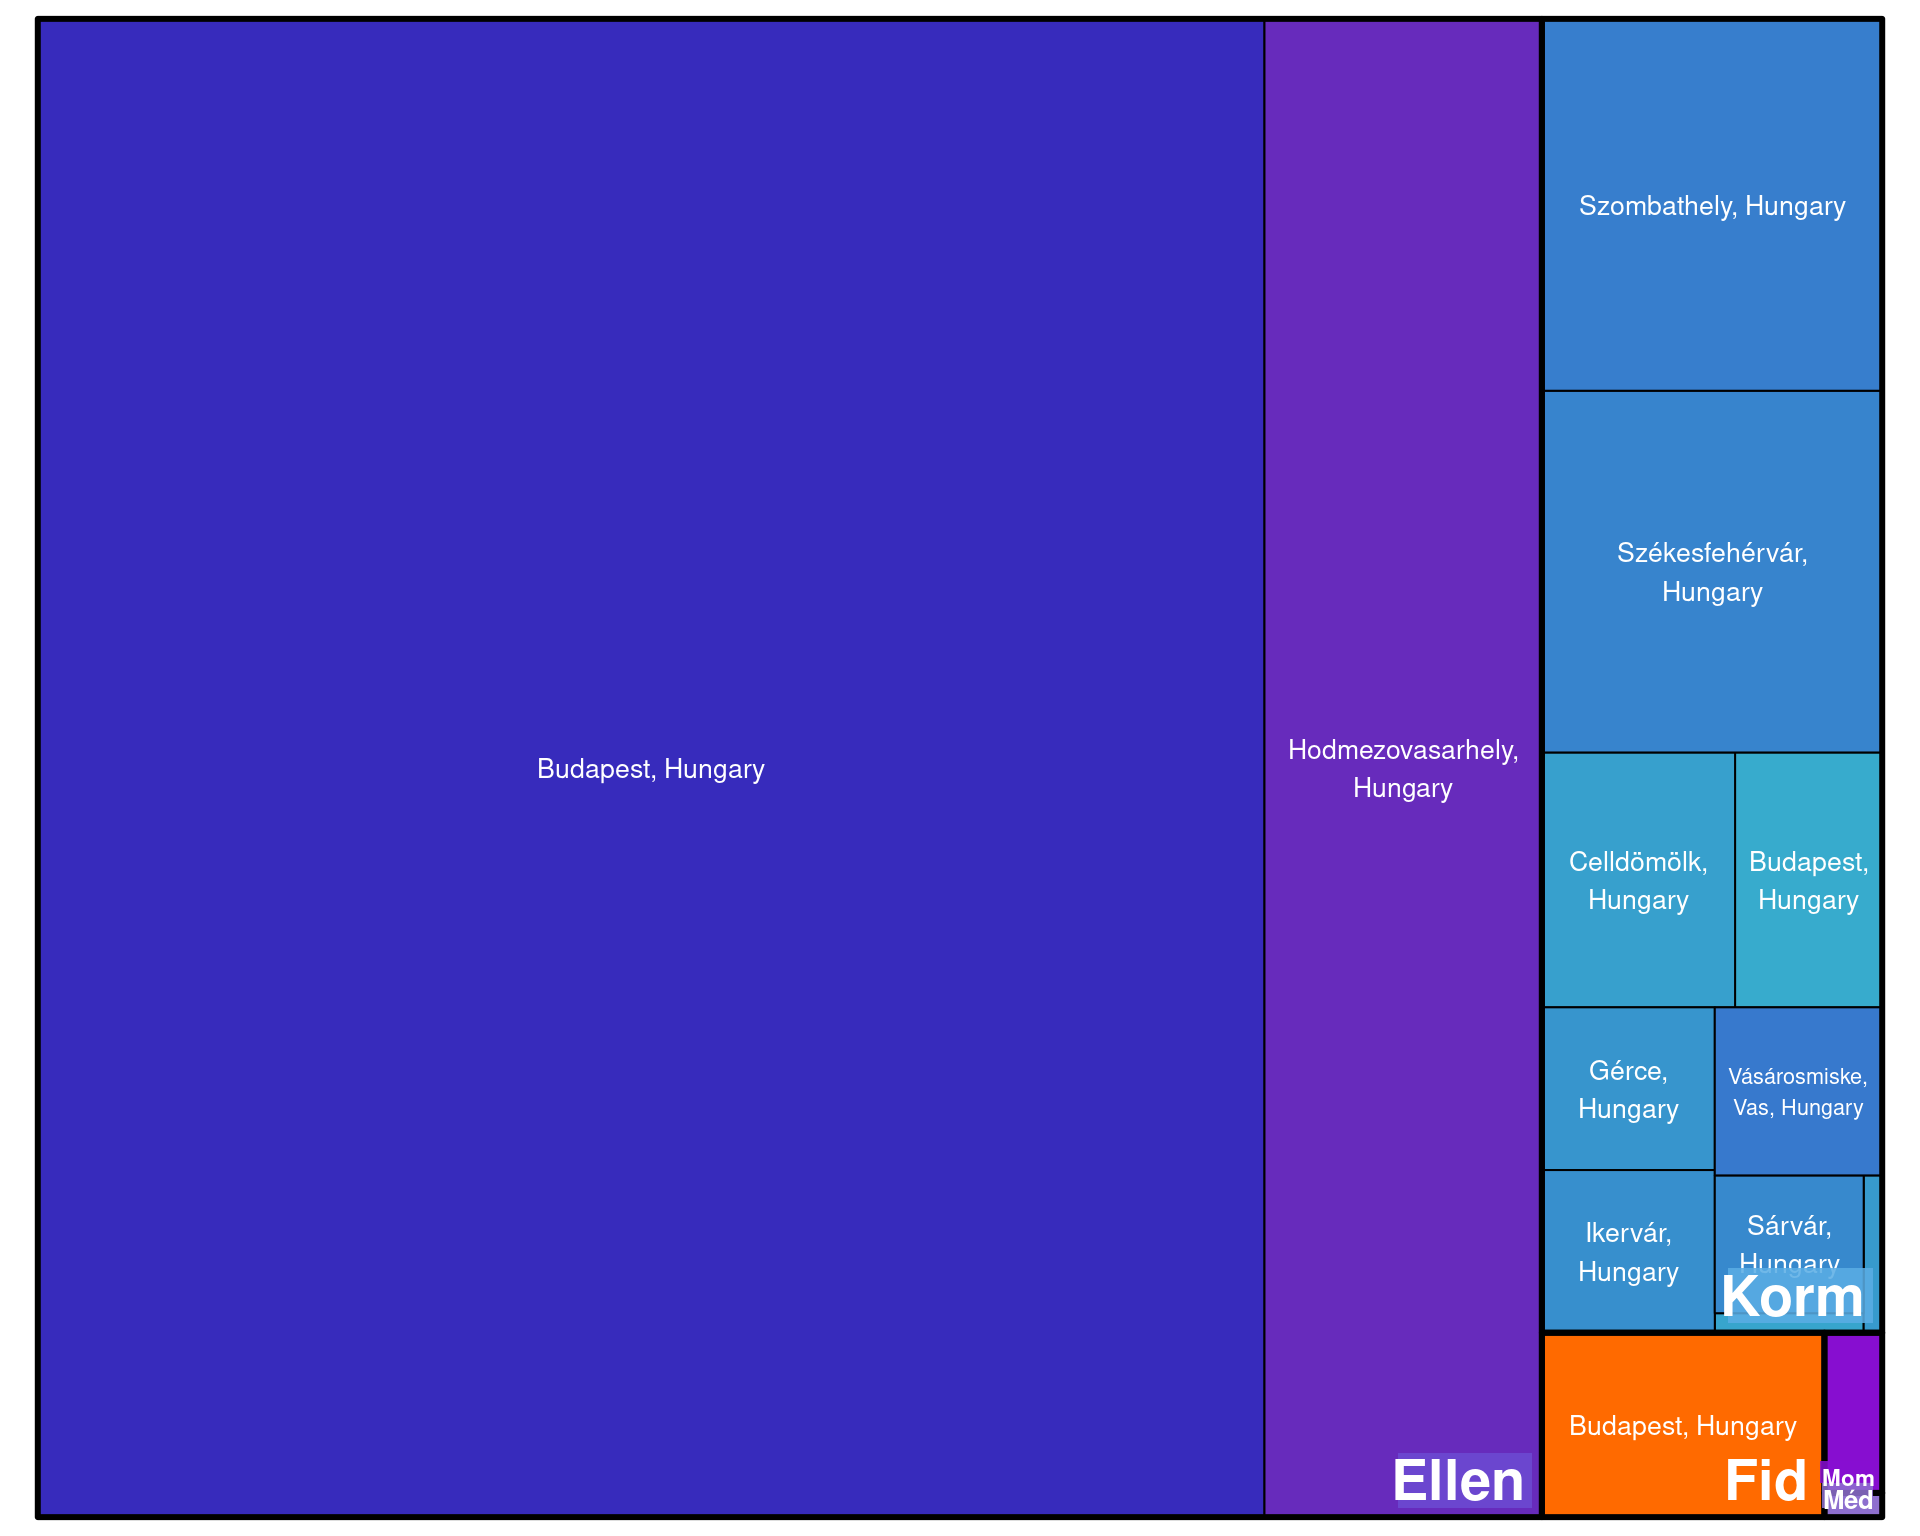 Budapest, Hungary
Hodmezovasarhely,
Hungary
Ellen
Szombathely, Hungary
Székesfehérvár,
Hungary
Celldömölk,
Hungary
Budapest,
Hungary
Gérce,
Hungary
Vásárosmiske,
Vas, Hungary
Ikervár,
Hungary
Sárvár,
Hungary
Korm
Budapest, Hungary
Fid
Mom
Méd